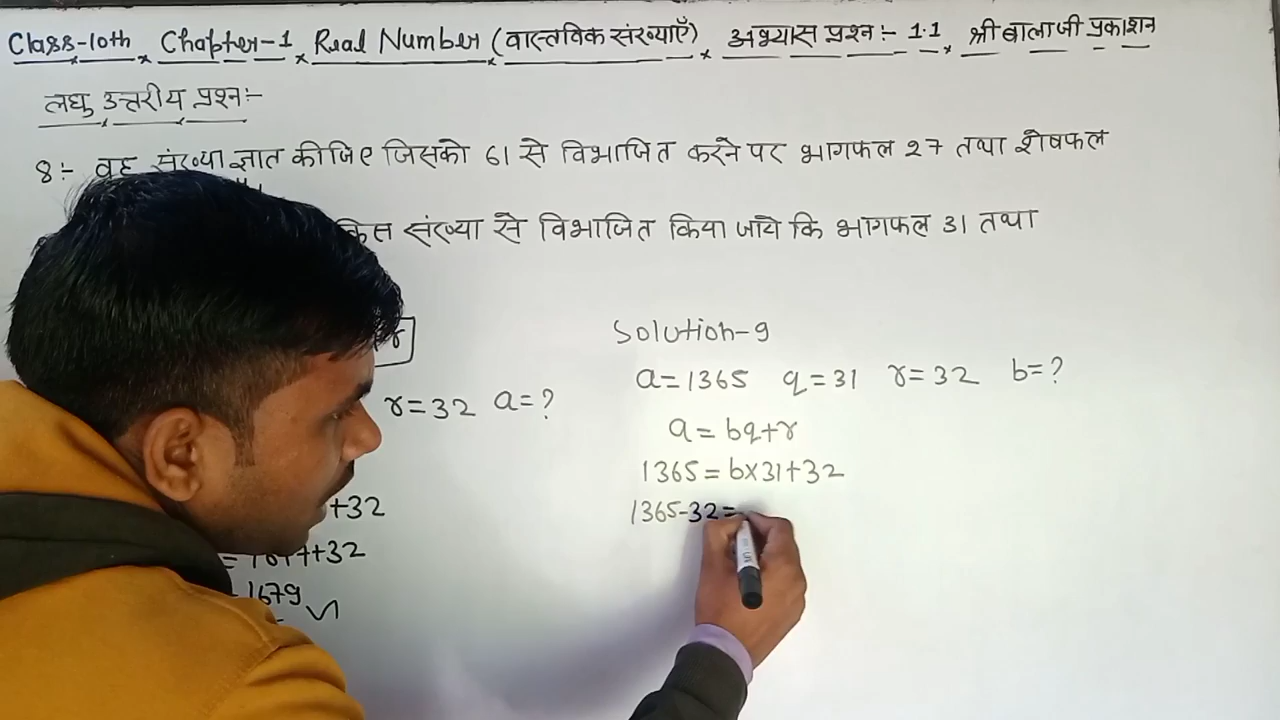 Class-10th × Chapter-1 × Real Number (वास्तविक संख्याएँ) × अभ्यास प्रश्न:- 1.1 × श्री बालाजी प्रकाशन
लघु उत्तरीय प्रश्न:-
8:- वह संख्या ज्ञात कीजिए जिसको 61 से विभाजित करने पर भागफल 27 तथा शेषफल
किस संख्या से विभाजित किया जाये कि भागफल 31 तथा
r=32 a=?
+32
+32
1679
Solution-9
a=1365 q=31 r=32 b=?
a=bq+r
1365=b×31+32
1365-32=